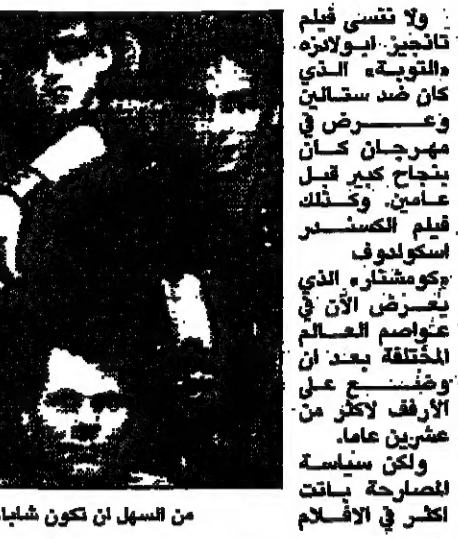 ولا ننسى فيلم
تانجيز ابولادزه
«التوبة» الذي
كان ضد ستالين
وعرض في
مهرجان كان
بنجاح كبير قبل
عامين. وكذلك
فيلم الكسندر
اسكولدوف
«كومشنار» الذي
يعرض الآن في
عواصم العالم
المختلفة بعد ان
وضع على
الأرفف لاكثر من
عشرين عاما.
ولكن سياسة
المصارحة باتت
اكثر في الافلام
من السهل ان تكون شابا